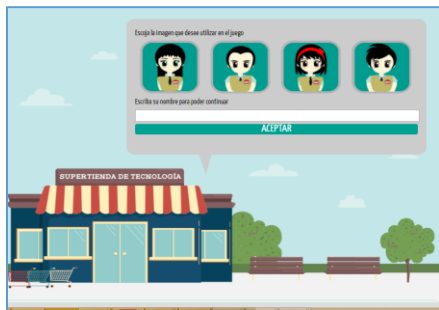 Escoja la imagen que desee utilizar en el juego
Escriba su nombre para poder continuar
ACEPTAR
SUPERTIENDA DE TECNOLOGÍA